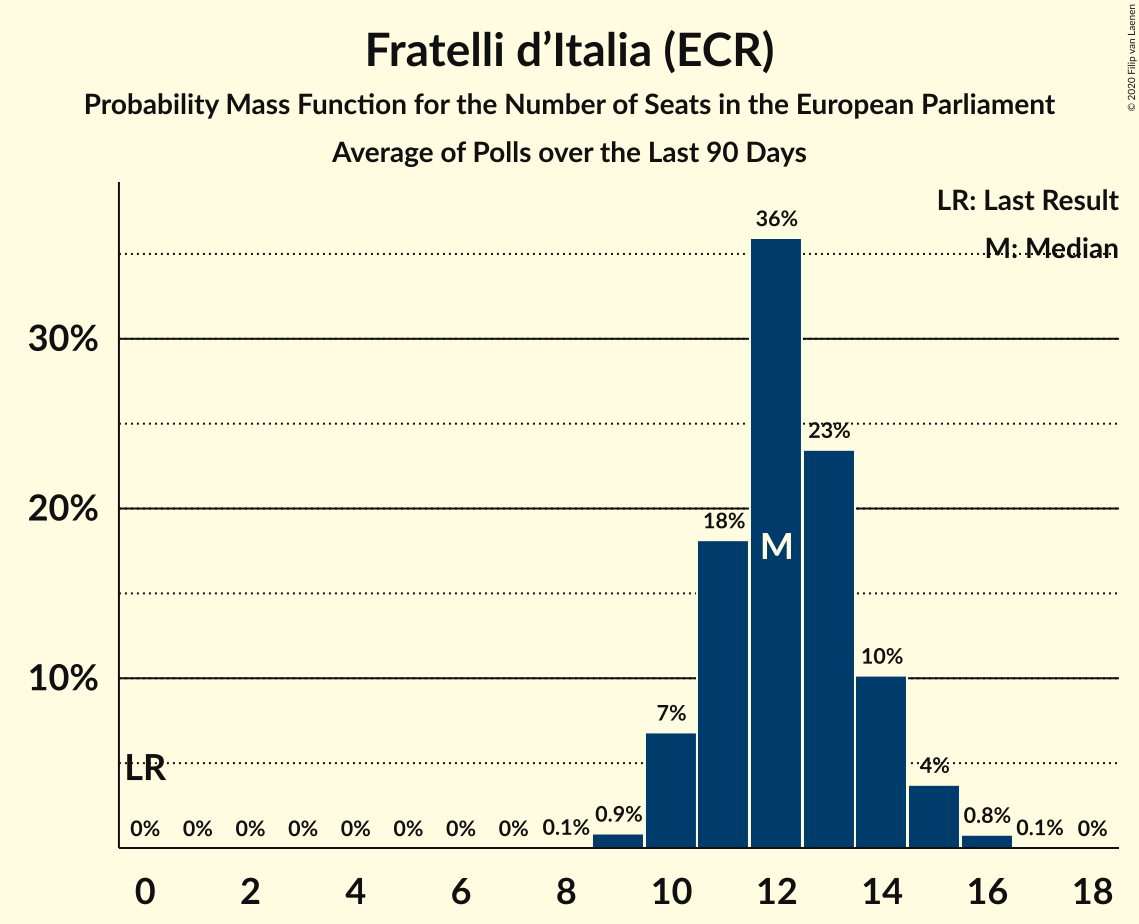 Fratelli d’Italia (ECR)
Probability Mass Function for the Number of Seats in the European Parliament
Average of Polls over the Last 90 Days
© 2020 Filip van Laenen
LR: Last Result
M: Median
36%
30%
23%
20%
18%
M
10%
10%
7%
LR
4%
0% 0% 0% 0% 0% 0% 0% 0% 0.1% 0.9% 0.8% 0.1% 0%
0 2 4 6 8 10 12 14 16 18